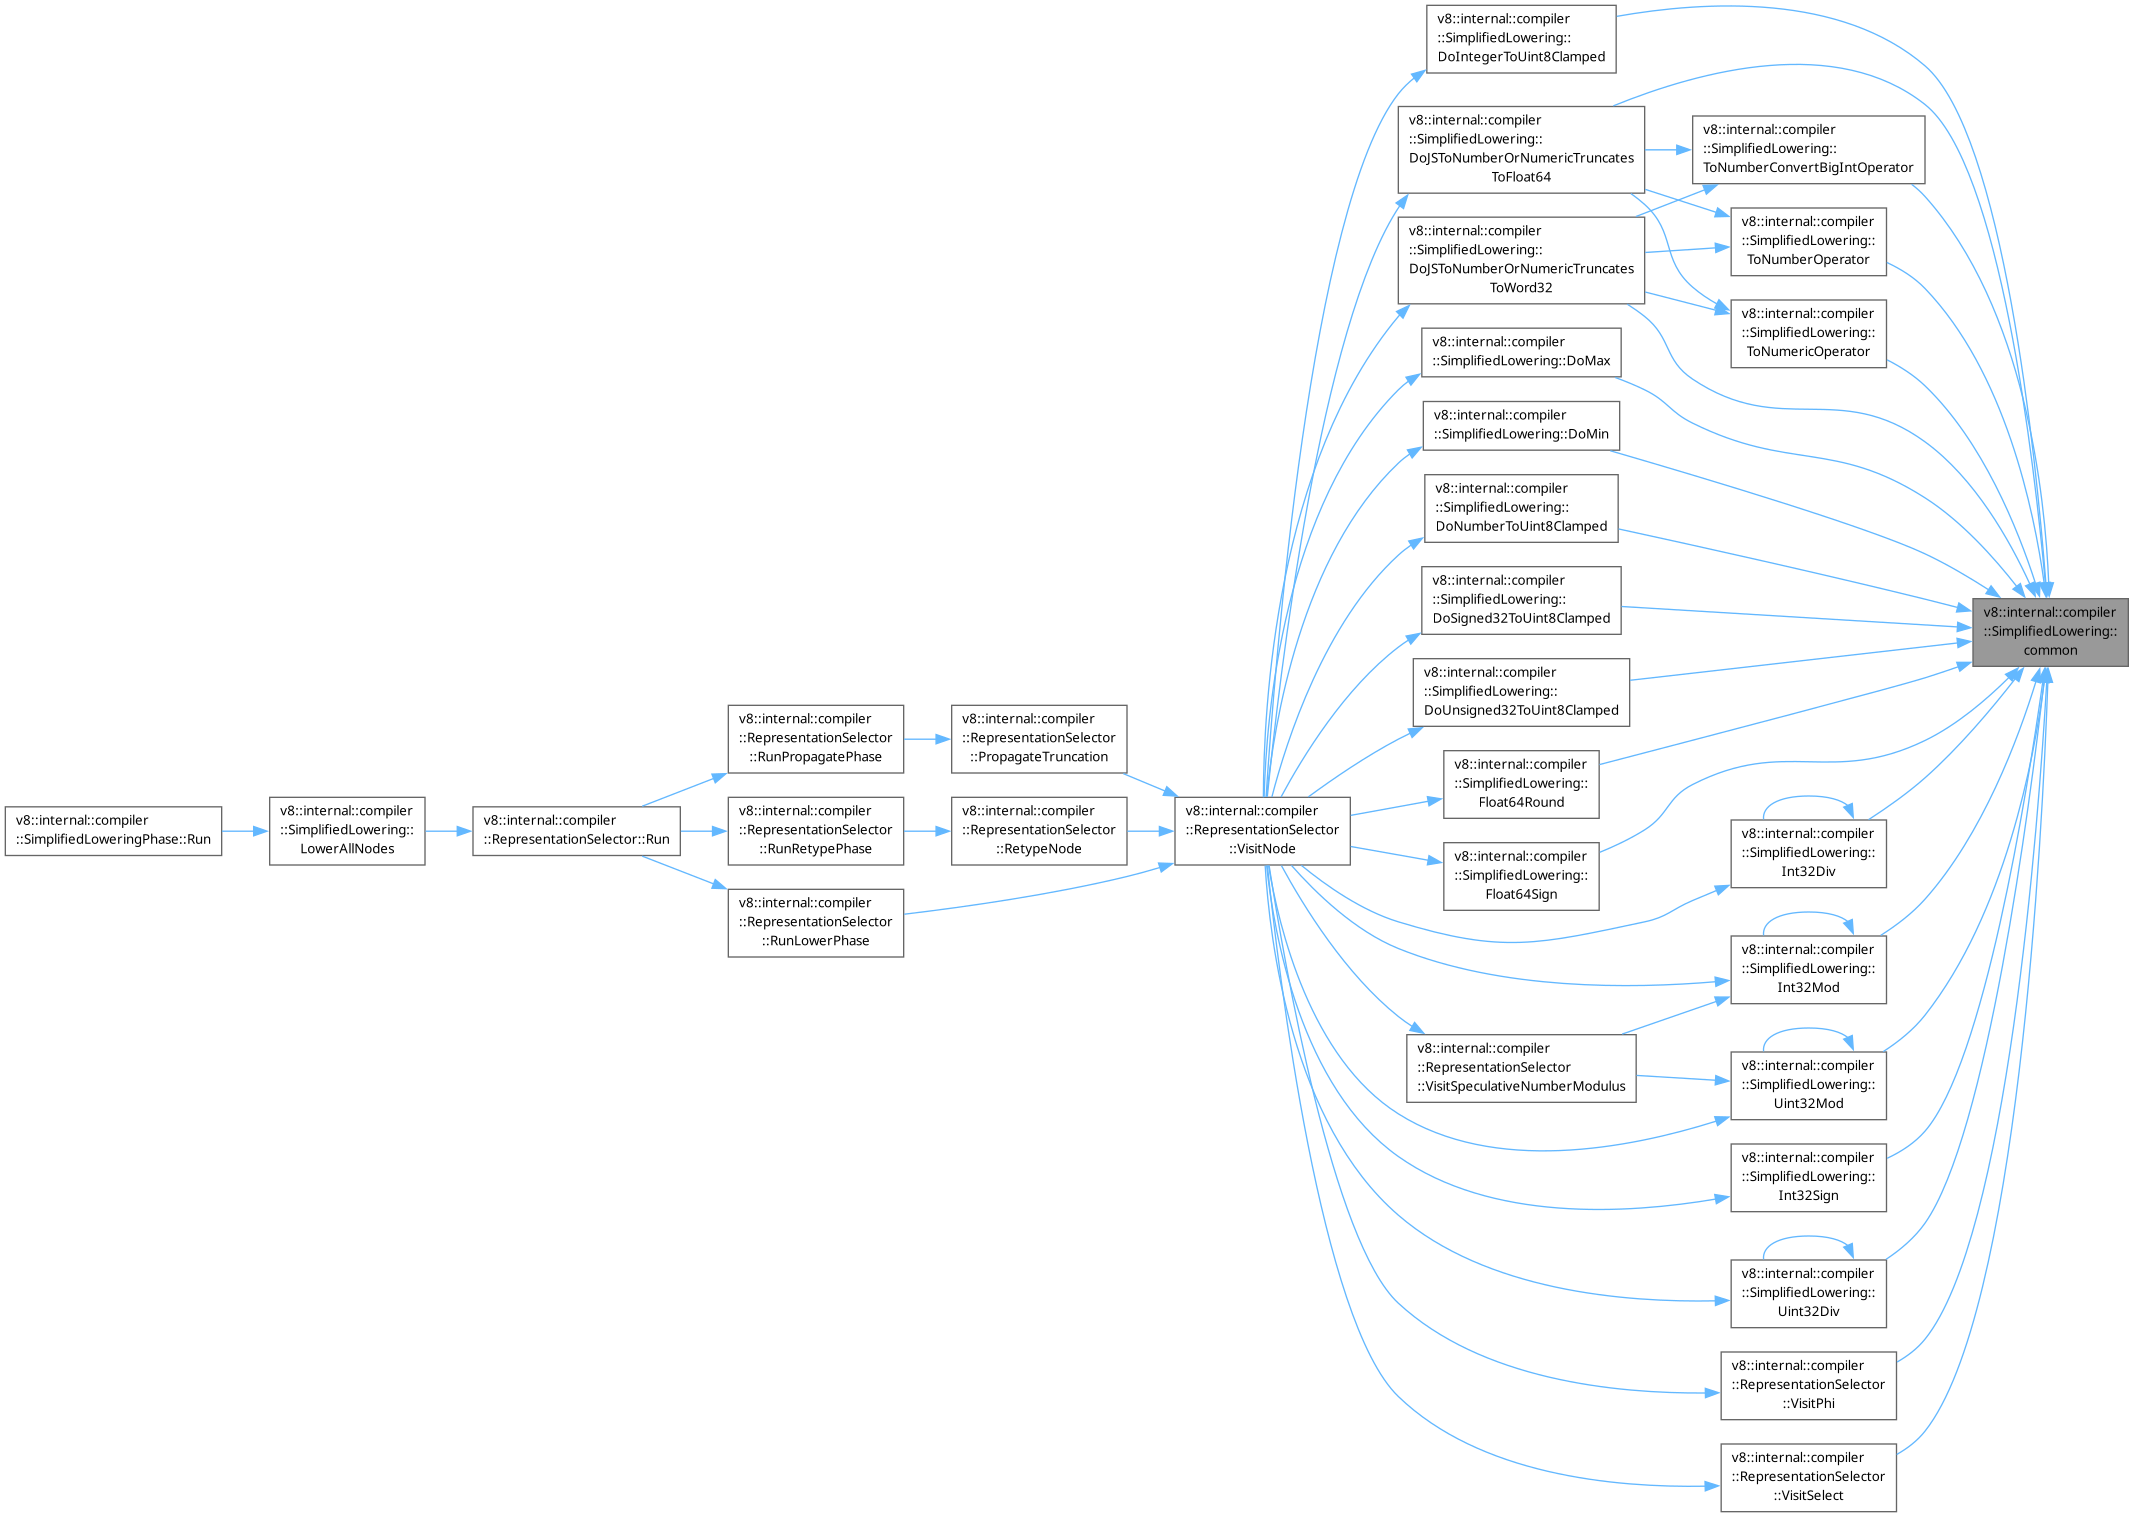 v8::internal::compiler
::SimplifiedLowering::
DoIntegerToUint8Clamped
v8::internal::compiler
::SimplifiedLowering::
DoJSToNumberOrNumericTruncates
ToFloat64
v8::internal::compiler
::SimplifiedLowering::
ToNumberConvertBigIntOperator
v8::internal::compiler
::SimplifiedLowering::
DoJSToNumberOrNumericTruncates
ToWord32
v8::internal::compiler
::SimplifiedLowering::
ToNumberOperator
v8::internal::compiler
::SimplifiedLowering::
ToNumericOperator
v8::internal::compiler
::SimplifiedLowering::DoMax
v8::internal::compiler
::SimplifiedLowering::DoMin
v8::internal::compiler
::SimplifiedLowering::
DoNumberToUint8Clamped
v8::internal::compiler
::SimplifiedLowering::
DoSigned32ToUint8Clamped
v8::internal::compiler
::SimplifiedLowering::
common
v8::internal::compiler
::SimplifiedLowering::
DoUnsigned32ToUint8Clamped
v8::internal::compiler
::RepresentationSelector
::RunPropagatePhase
v8::internal::compiler
::RepresentationSelector
::PropagateTruncation
v8::internal::compiler
::SimplifiedLowering::
Float64Round
v8::internal::compiler
::SimplifiedLoweringPhase::Run
v8::internal::compiler
::SimplifiedLowering::
LowerAllNodes
v8::internal::compiler
::RepresentationSelector::Run
v8::internal::compiler
::RepresentationSelector
::RunRetypePhase
v8::internal::compiler
::RepresentationSelector
::RetypeNode
v8::internal::compiler
::RepresentationSelector
::VisitNode
v8::internal::compiler
::SimplifiedLowering::
Int32Div
v8::internal::compiler
::SimplifiedLowering::
Float64Sign
v8::internal::compiler
::RepresentationSelector
::RunLowerPhase
v8::internal::compiler
::SimplifiedLowering::
Int32Mod
v8::internal::compiler
::RepresentationSelector
::VisitSpeculativeNumberModulus
v8::internal::compiler
::SimplifiedLowering::
Uint32Mod
v8::internal::compiler
::SimplifiedLowering::
Int32Sign
v8::internal::compiler
::SimplifiedLowering::
Uint32Div
v8::internal::compiler
::RepresentationSelector
::VisitPhi
v8::internal::compiler
::RepresentationSelector
::VisitSelect